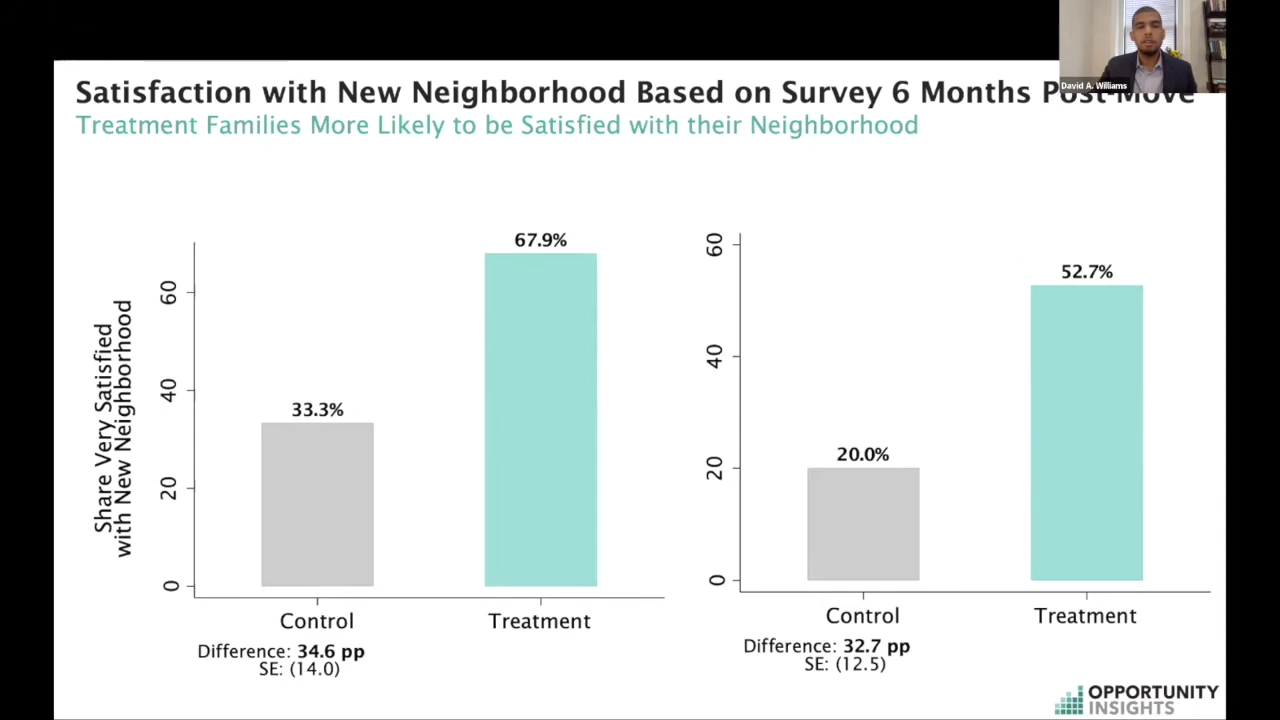 David A. Williams
Satisfaction with New Neighborhood Based on Survey 6 Months Post-Move
Treatment Families More Likely to be Satisfied with their Neighborhood
Share Very Satisfied
with New Neighborhood
60
40
20
0
33.3%
67.9%
Control
Treatment
Difference: 34.6 pp
SE: (14.0)
60
40
20
0
20.0%
52.7%
Control
Treatment
Difference: 32.7 pp
SE: (12.5)
OPPORTUNITY
INSIGHTS